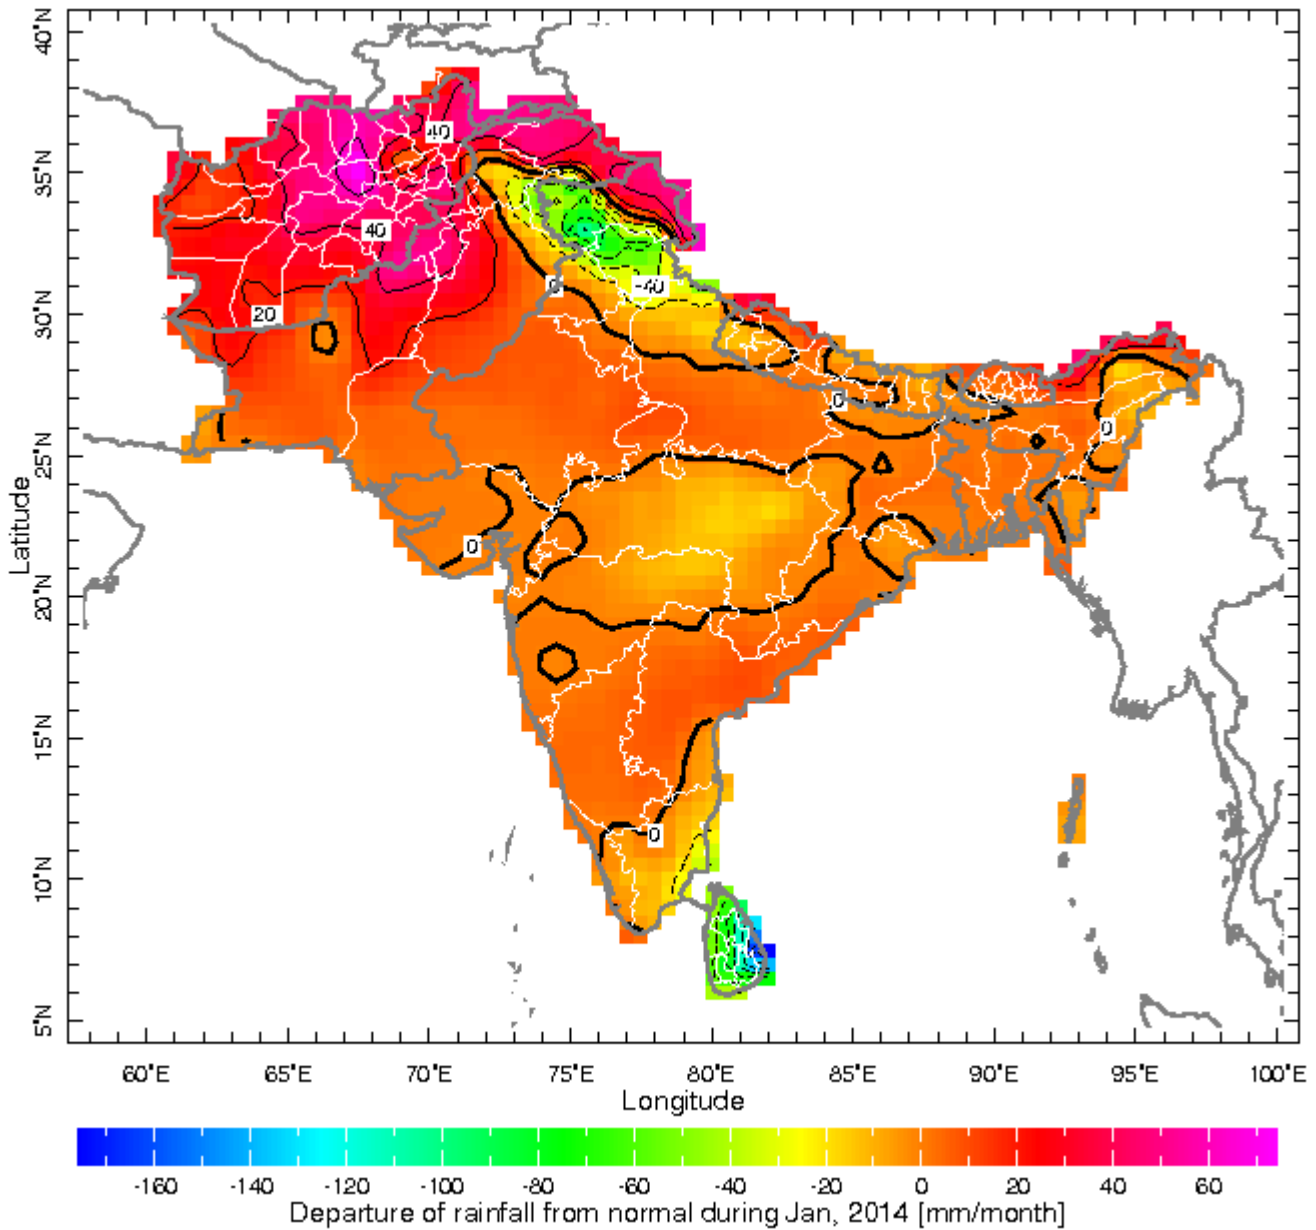 40°N
35°N
30°N
25°N
20°N
15°N
10°N
5°N
Latitude
40
40
20
0
-40
0
0
0
0
60°E 65°E 70°E 75°E 80°E 85°E 90°E 95°E 100°E
Longitude
-160 -140 -120 -100 -80 -60 -40 -20 0 20 40 60
Departure of rainfall from normal during Jan, 2014 [mm/month]